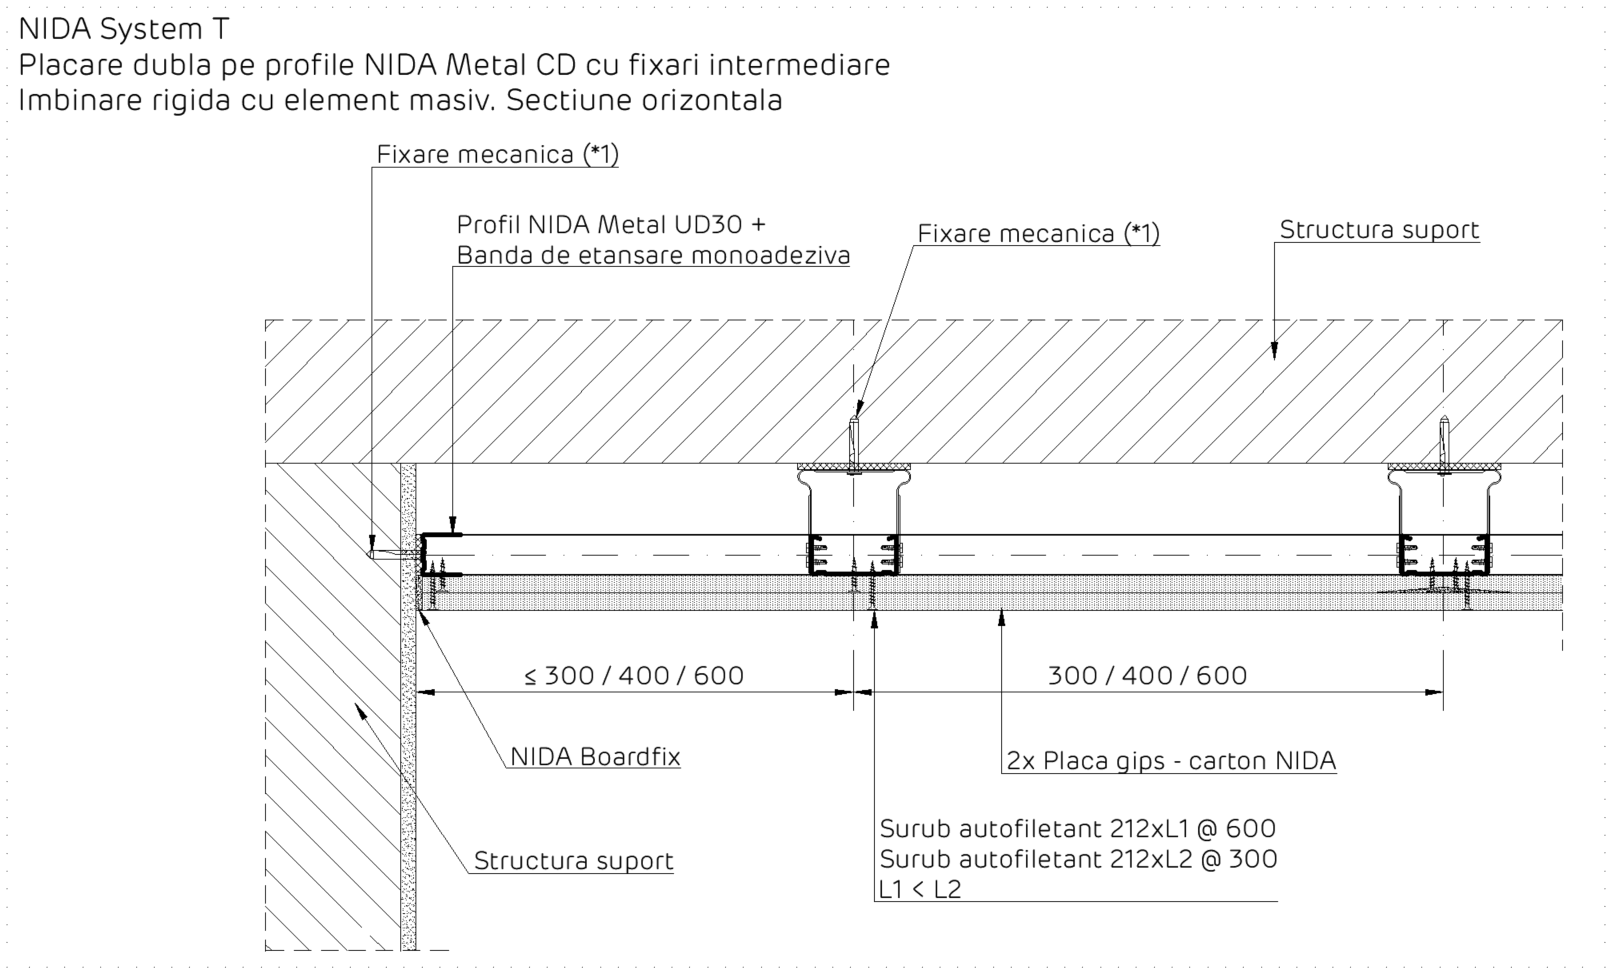 NIDA System T
Placare dubla pe profile NIDA Metal CD cu fixari intermediare
Imbinare rigida cu element masiv. Sectiune orizontala
Fixare mecanica (*1)
Profil NIDA Metal UD30 +
Banda de etansare monoadeziva
Fixare mecanica (*1)
Structura suport
≤ 300 / 400 / 600
300 / 400 / 600
NIDA Boardfix
2x Placa gips - carton NIDA
Surub autofiletant 212xL1 @ 600
Surub autofiletant 212xL2 @ 300
L1 < L2
Structura suport